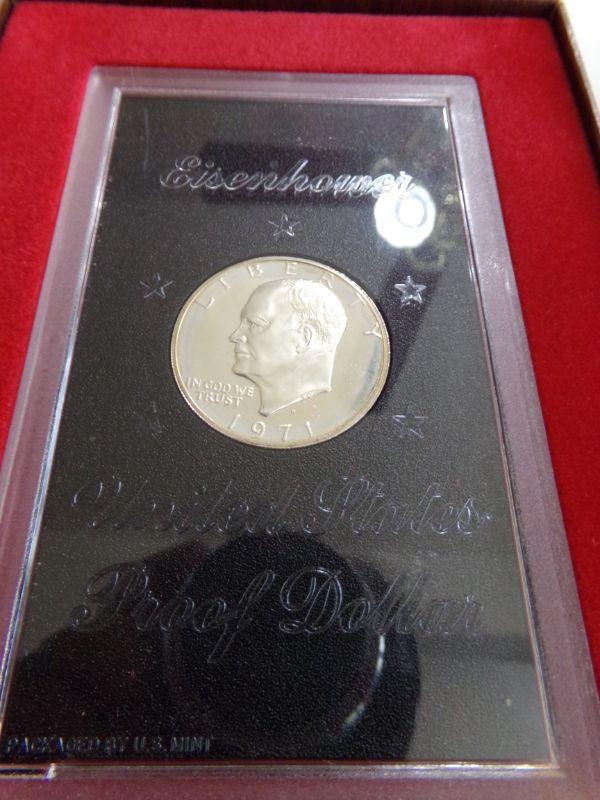 Eisenhower
LIBERTY
IN GOD WE
TRUST
S
1971
United States
Proof Dollar
PACKAGED BY U.S. MINT